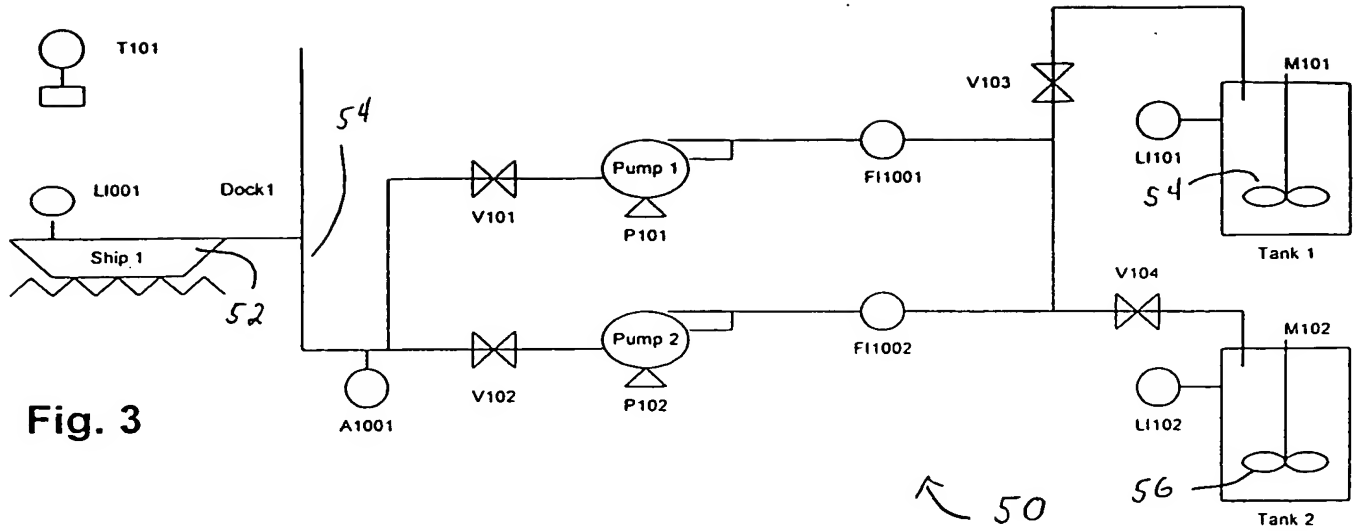 M101
T101
54
V103
LI101
Pump 1
FI1001
54
LI001
Dock1
V101
P101
Tank 1
Ship 1
V104
52
Pump 2
M102
FI1002
A1001
V102
P102
LI102
Fig. 3
56
50
Tank 2